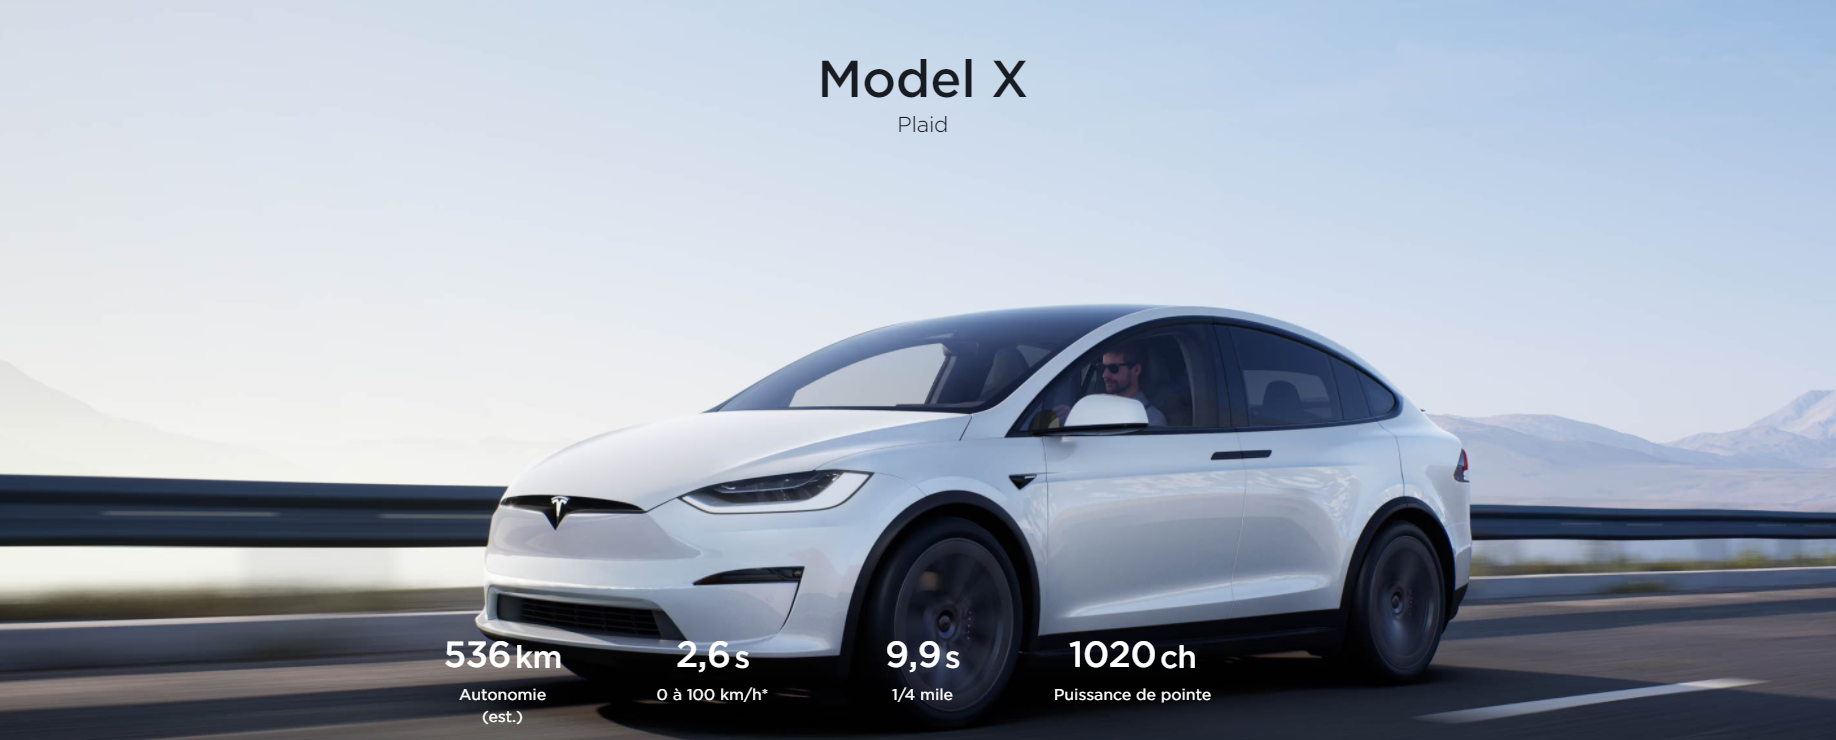 Model X
Plaid
536 km
Autonomie
(est.)
2,6 s
0 à 100 km/h*
9,9 s
1/4 mile
1020 ch
Puissance de pointe